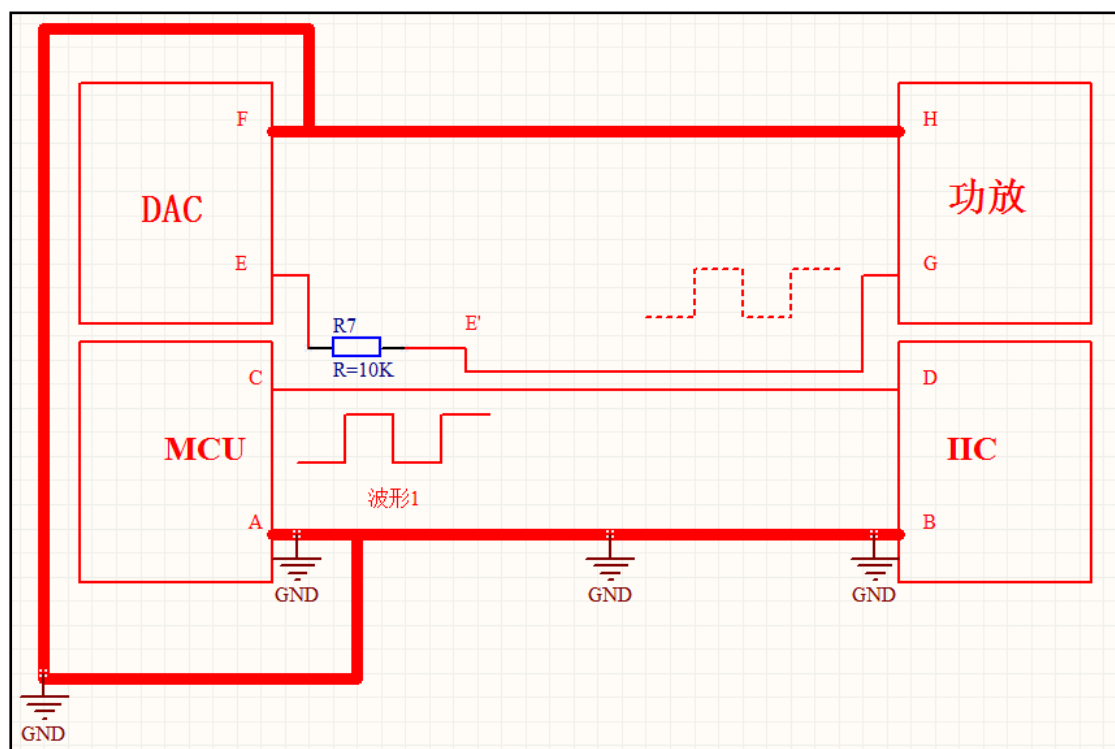 F
H
DAC
功放
E
G
R7
E'
R=10K
C
D
MCU
IIC
波形1
A
B
GND
GND
GND
GND